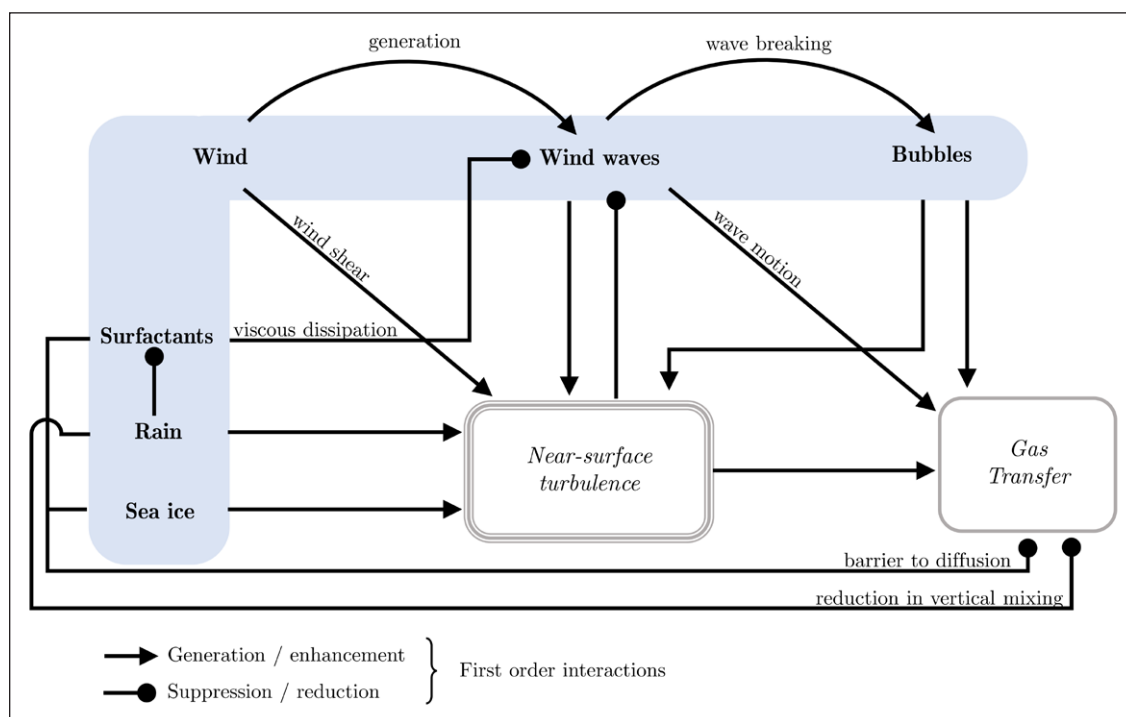 generation
wave breaking
Wind
Wind waves
Bubbles
wind shear
wave motion
Surfactants
viscous dissipation
Rain
Near-surface
turbulence
Gas
Transfer
Sea ice
barrier to diffusion
reduction in vertical mixing
Generation / enhancement
Suppression / reduction
First order interactions